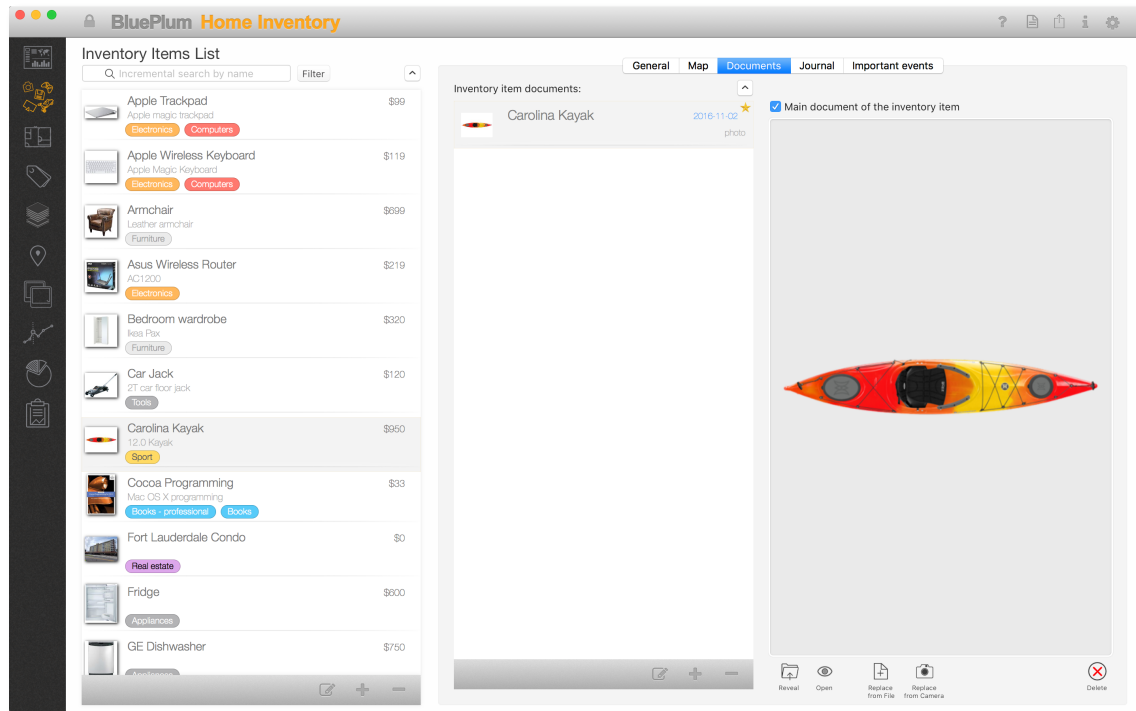 BluePlum Home Inventory
?
i
Inventory Items List
Incremental search by name
Filter
Apple Trackpad
$99
Apple magic trackpad
Electronics
Computers
Apple Wireless Keyboard
$119
Apple Magic Keyboard
Electronics
Computers
Armchair
$699
Leather armchair
Furniture
Asus Wireless Router
$219
AC1200
Electronics
Bedroom wardrobe
$320
Ikea Pax
Furniture
Car Jack
$120
2T car floor jack
Tools
Carolina Kayak
$950
12.0 Kayak
Sport
Cocoa Programming
$33
Mac OS X programming
Books - professional
Books
Fort Lauderdale Condo
$0
Real estate
Fridge
$600
Appliances
GE Dishwasher
$750
Appliances
General
Map
Documents
Journal
Important events
Inventory item documents:
Carolina Kayak
2016-11-02
photo
Main document of the inventory item
Reveal
Open
Replace
from File
Replace
from Camera
Delete